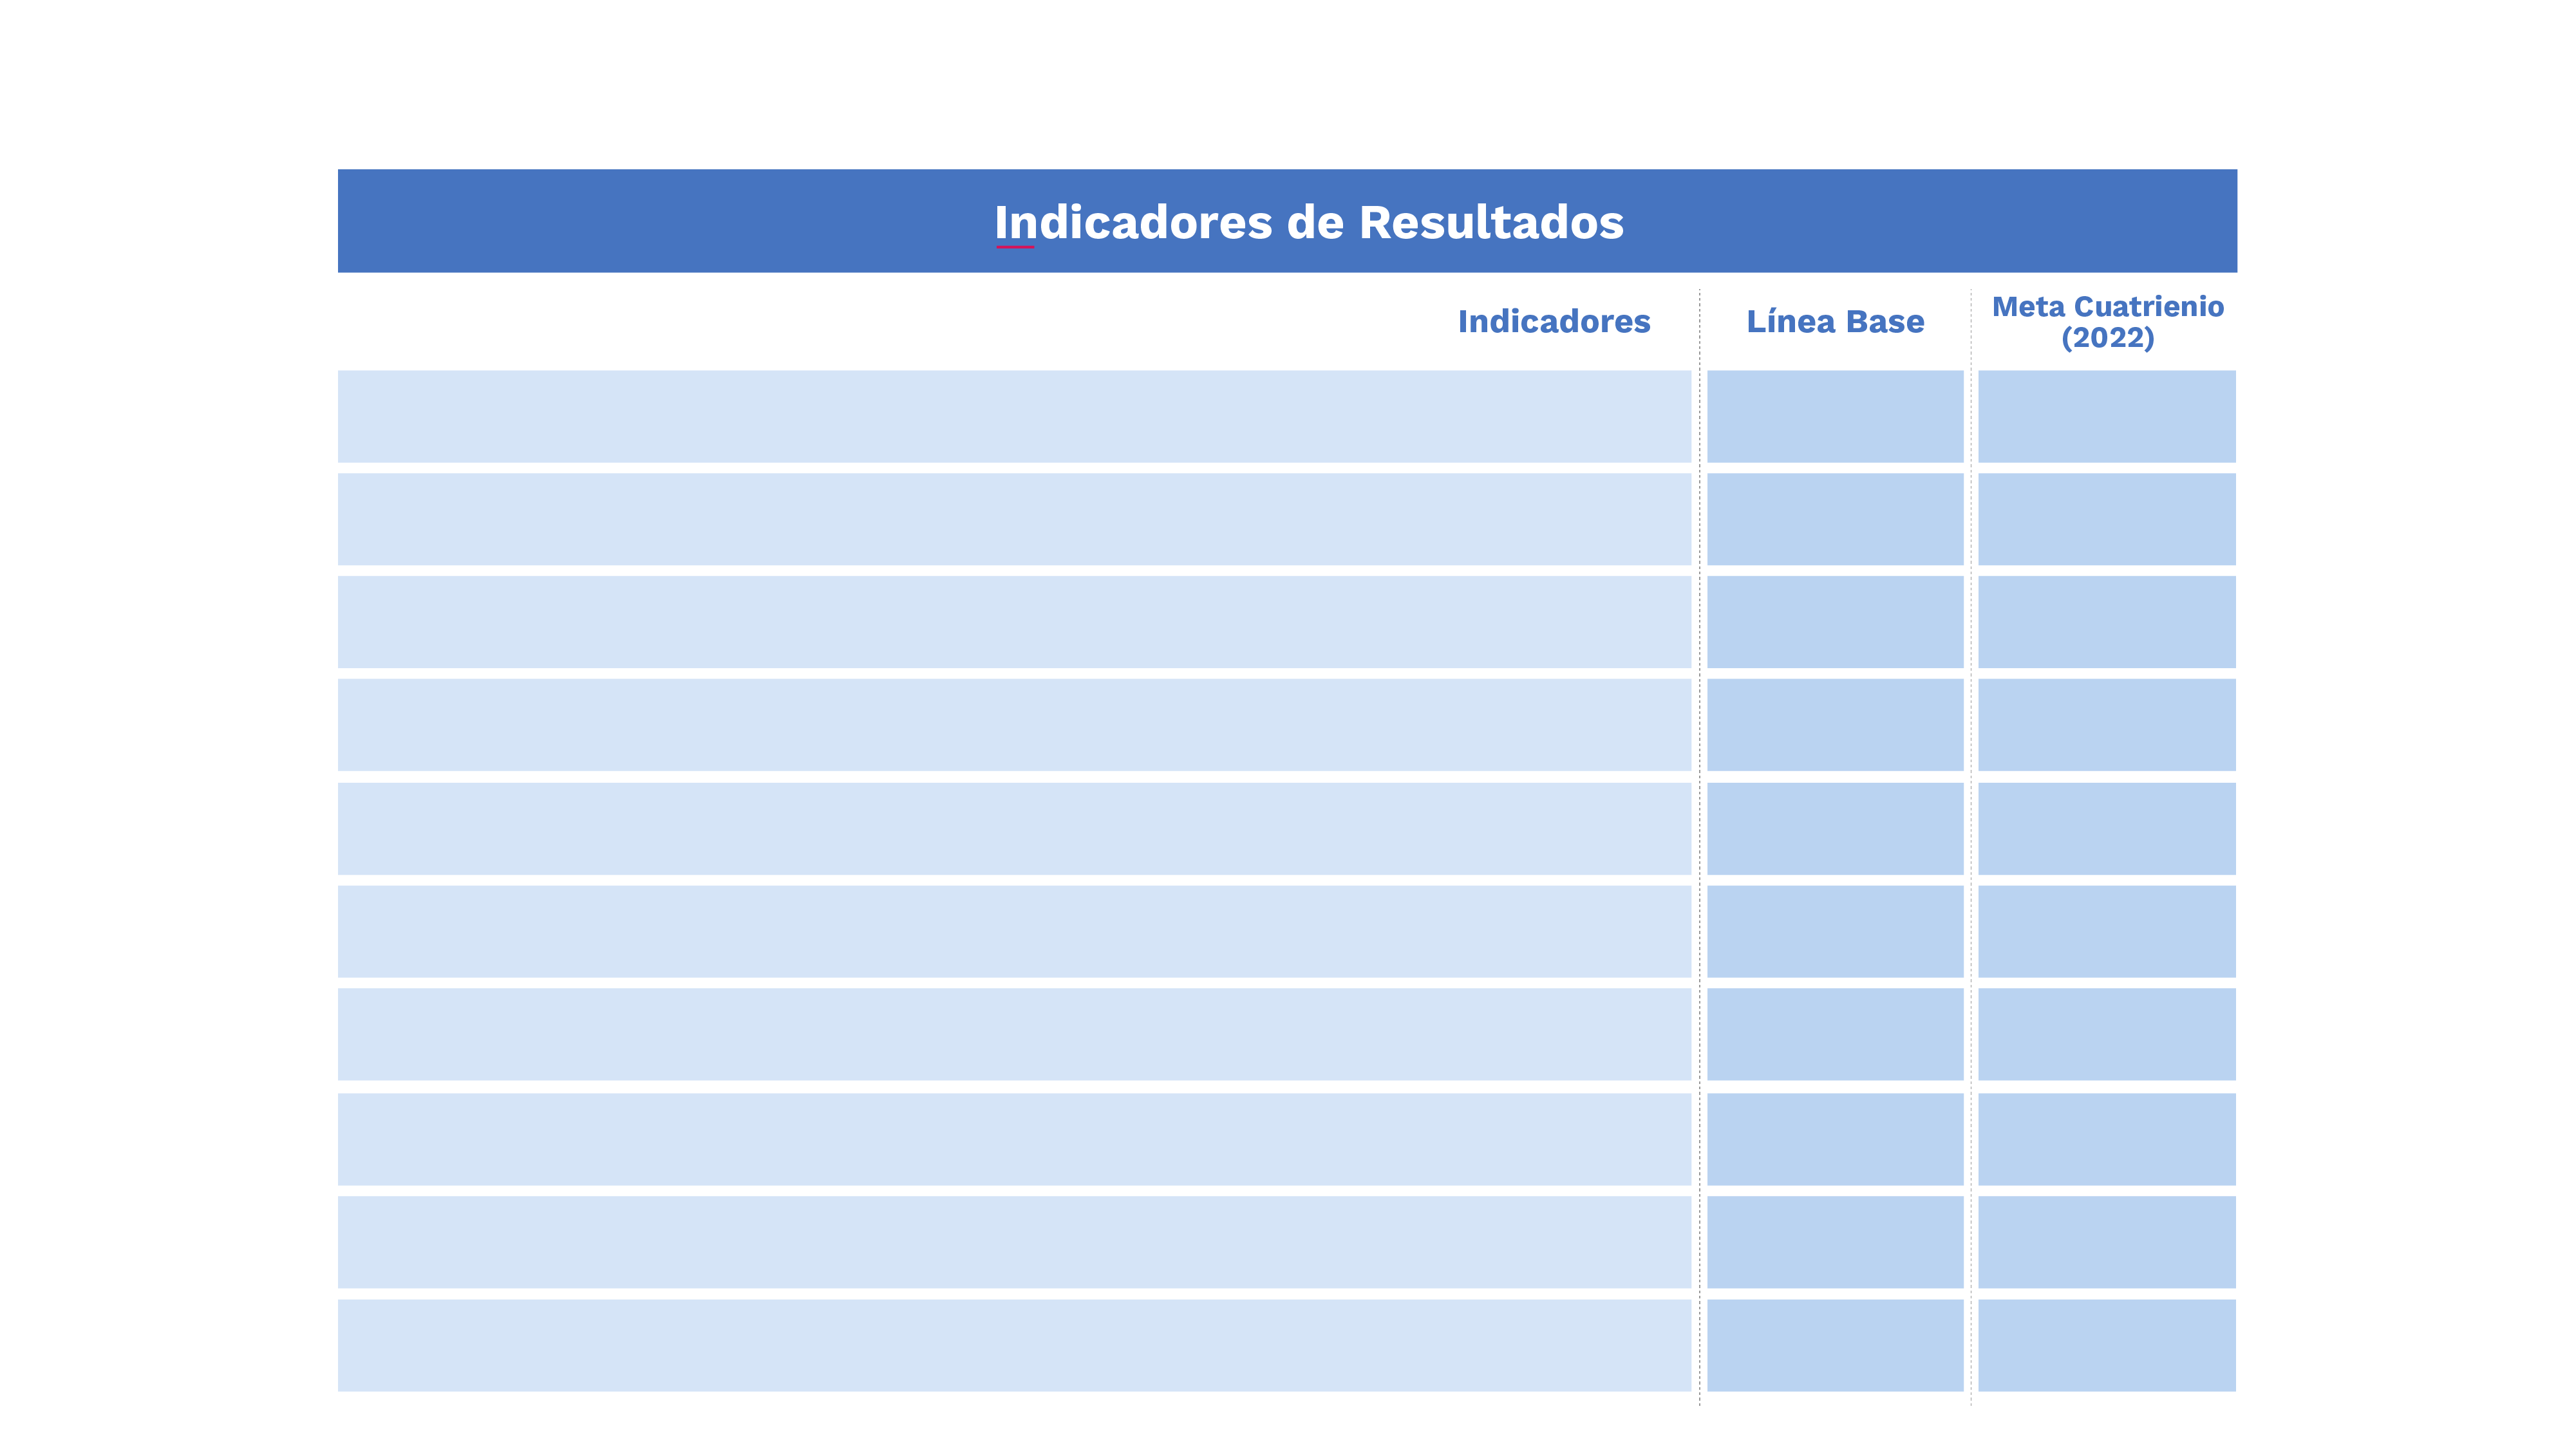 Indicadores de Resultados
Indicadores
Línea Base
Meta Cuatrienio
(2022)